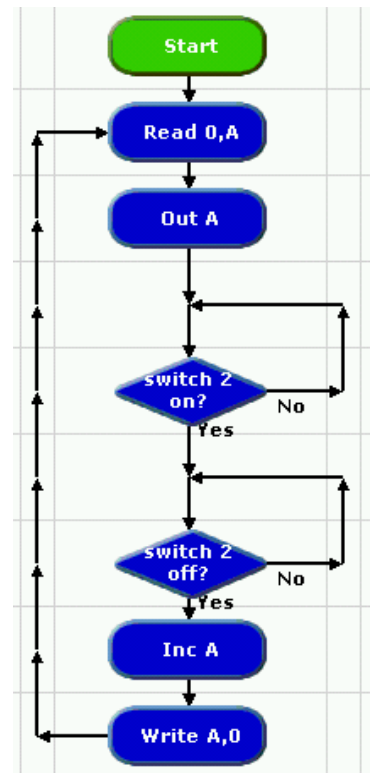 Start
Read 0,A
Out A
switch 2
on?
No
Yes
switch 2
off?
No
Yes
Inc A
Write A,0